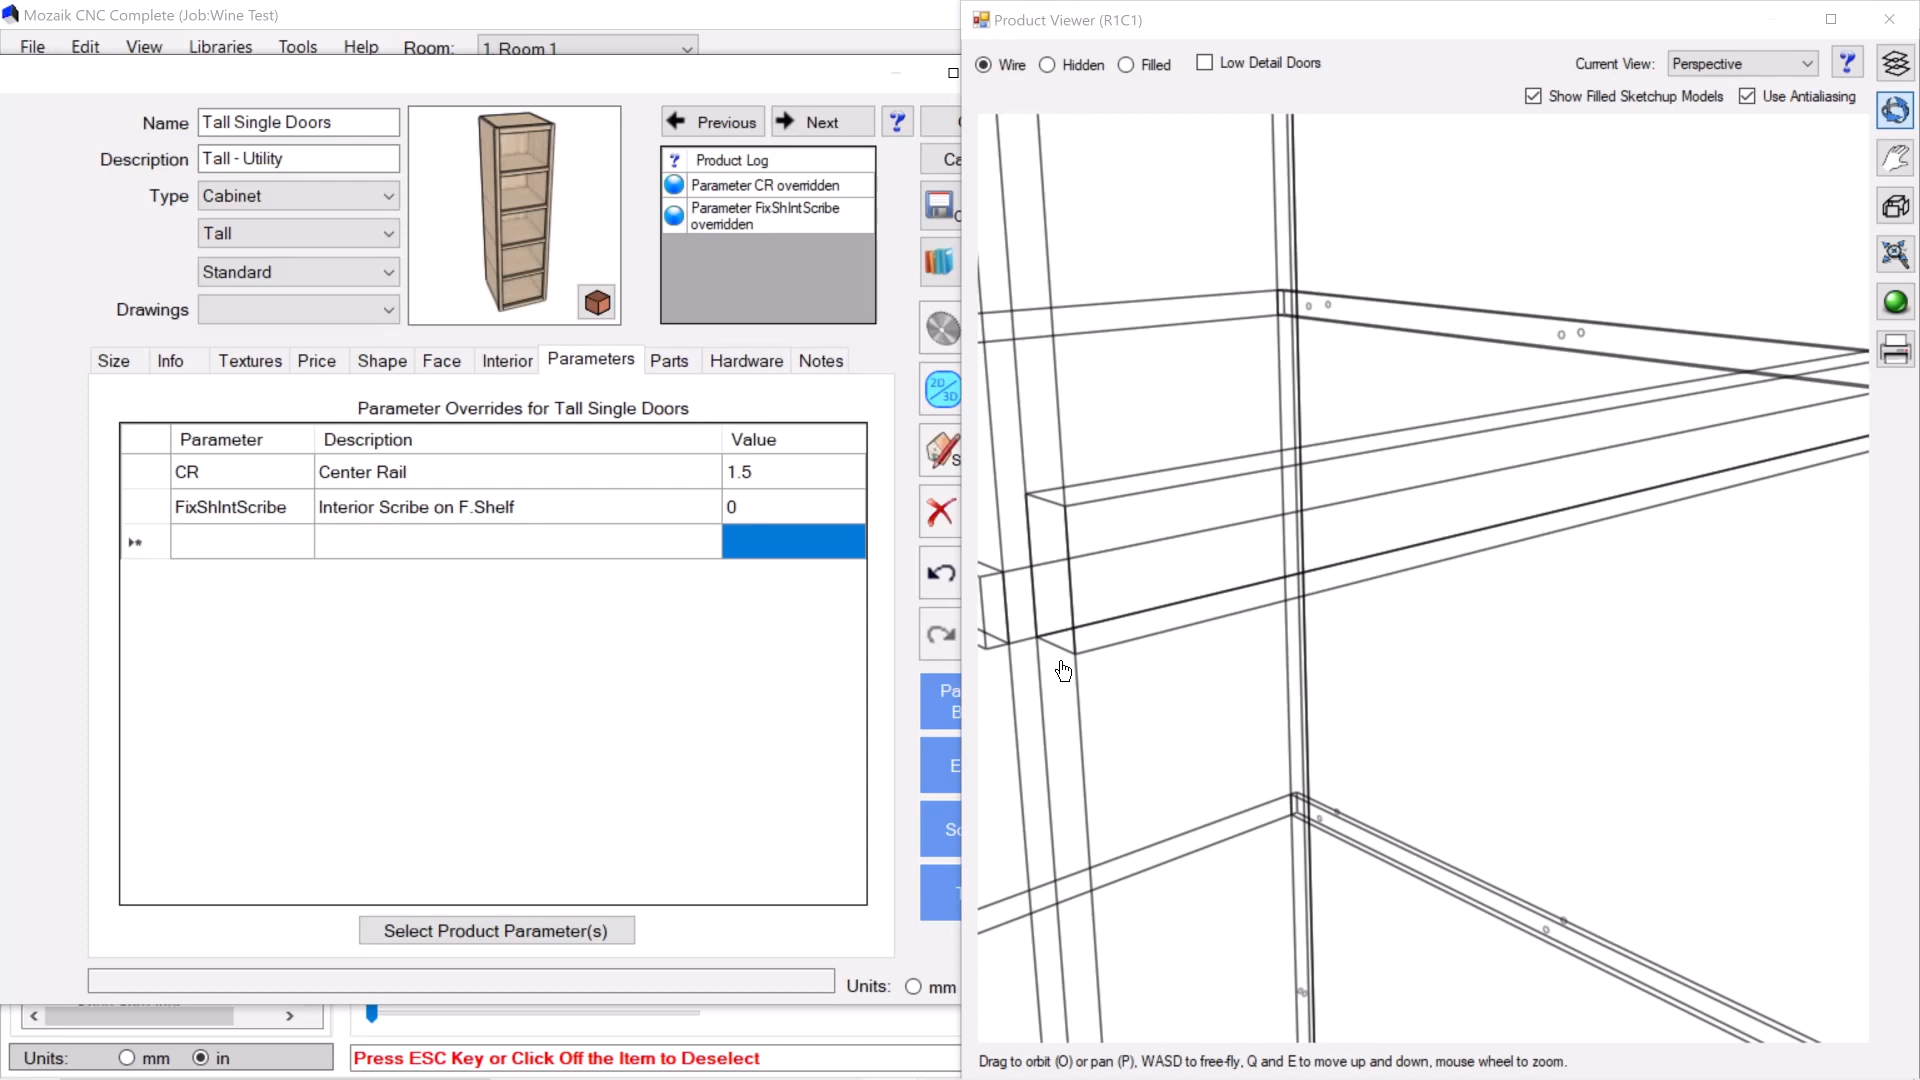 Mozaik CNC Complete (Job:Wine Test)
File Edit View Libraries Tools Help Room: 1. Room 1
Name Tall Single Doors
Description Tall - Utility
Type Cabinet
Tall
Standard
Drawings
Previous Next ?
? Product Log
Parameter CR overridden
Parameter FixShIntScribe
overridden
Ca
2D/3D
S
Size Info Textures Price Shape Face Interior Parameters Parts Hardware Notes
Parameter Overrides for Tall Single Doors
Parameter Description Value
CR Center Rail 1.5
FixShIntScribe Interior Scribe on F.Shelf 0
Select Product Parameter(s)
Pa
B
E
Units: mm
Units: mm in
Press ESC Key or Click Off the Item to Deselect
Product Viewer (R1C1)
Wire Hidden Filled Low Detail Doors Current View: Perspective ?
Show Filled Sketchup Models Use Antialiasing
Drag to orbit (O) or pan (P), WASD to free-fly, Q and E to move up and down, mouse wheel to zoom.